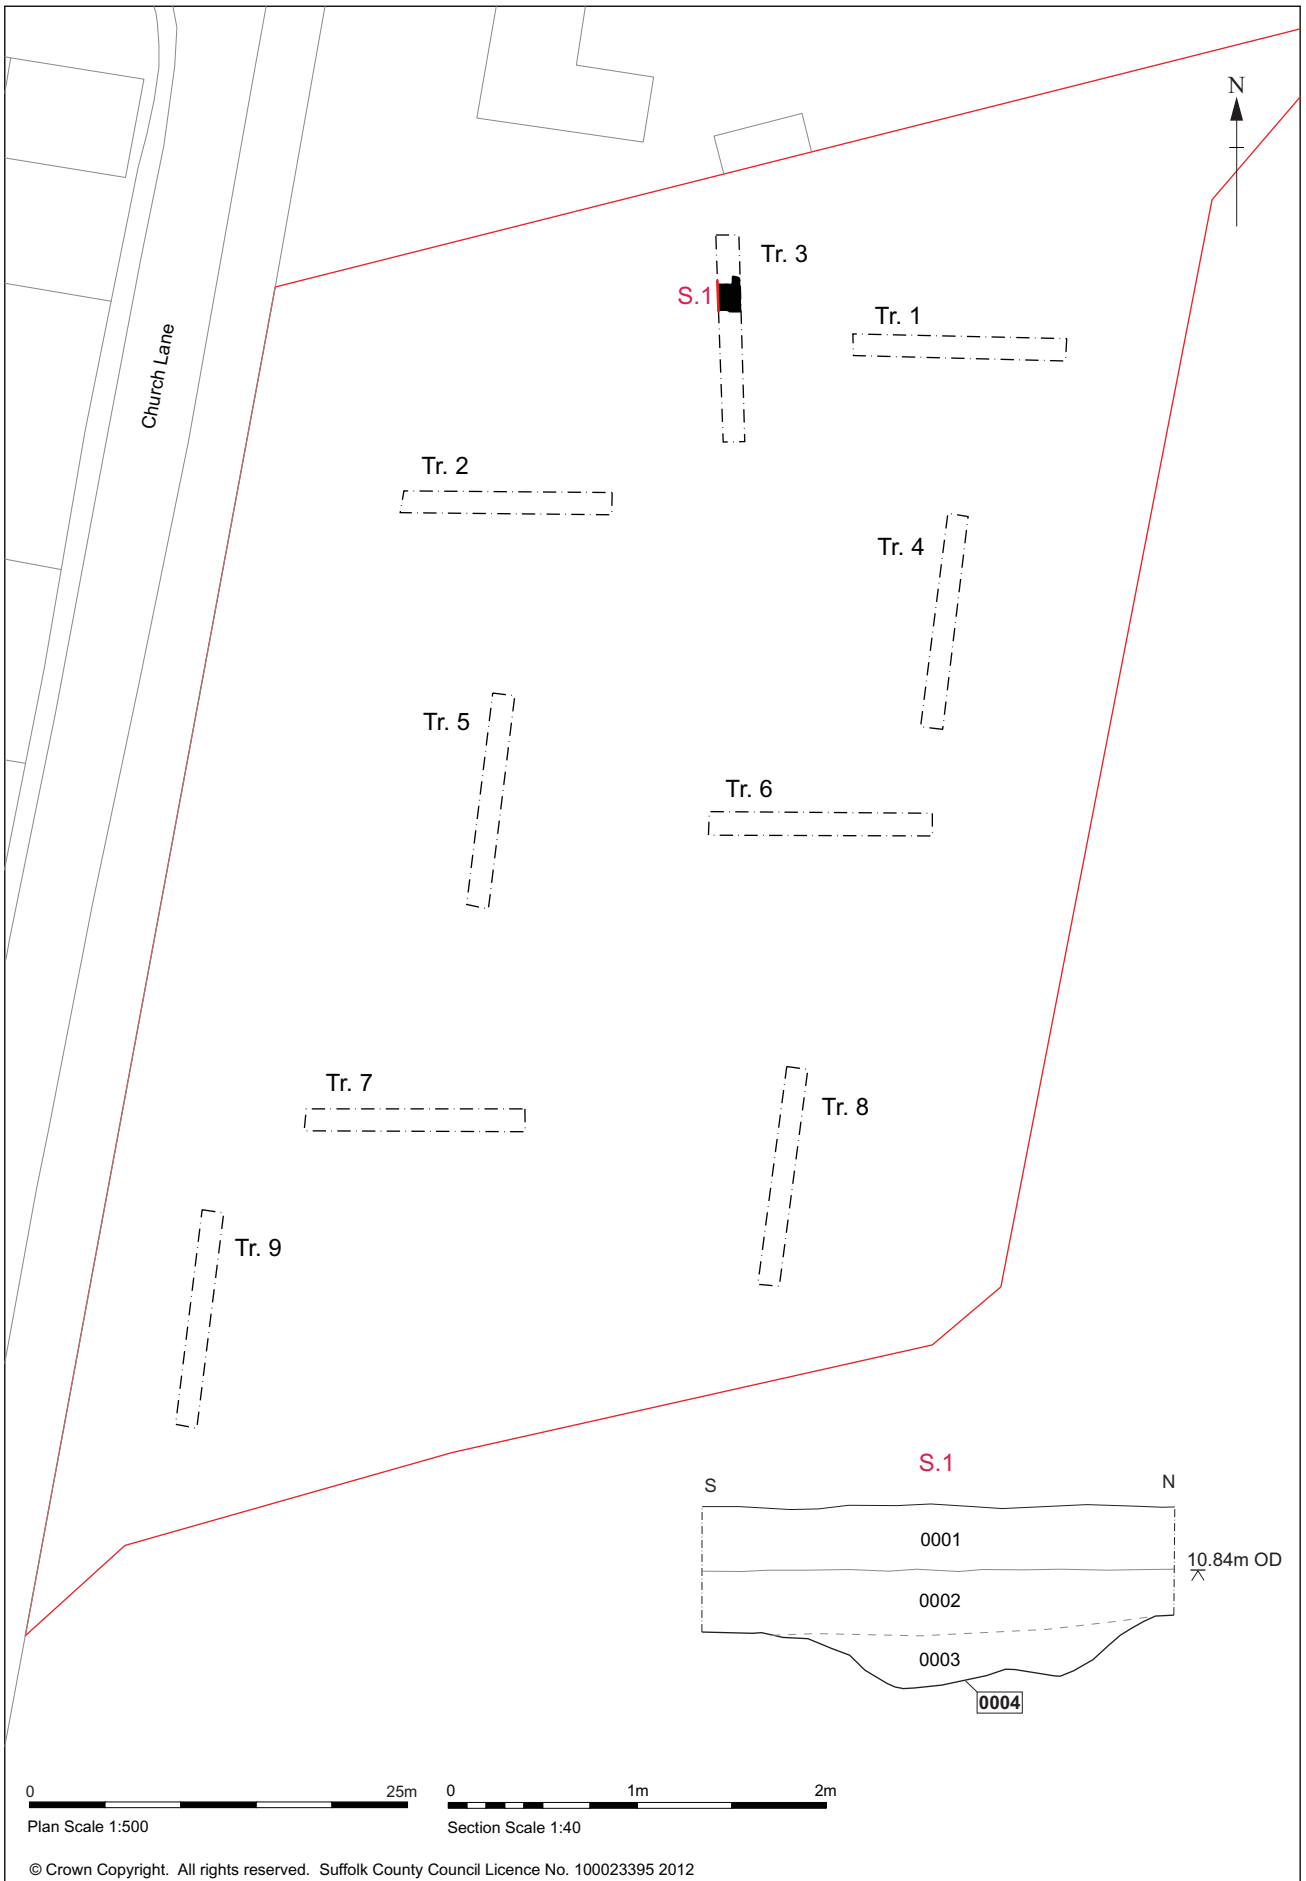 N
Tr. 3
S.1
Tr. 1
Church Lane
Tr. 2
Tr. 4
Tr. 5
Tr. 6
Tr. 7
Tr. 8
Tr. 9
S.1
S
N
0001
10.84m OD
0002
0003
0004
0 25m
Plan Scale 1:500
0 1m 2m
Section Scale 1:40
© Crown Copyright. All rights reserved. Suffolk County Council Licence No. 100023395 2012